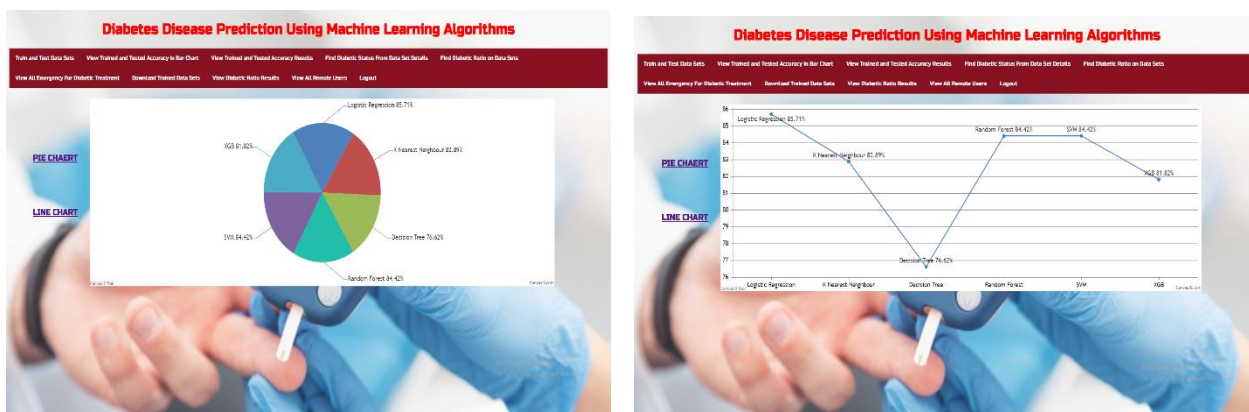 Diabetes Disease Prediction Using Machine Learning Algorithms
Train and Test Data Sets View Trained and Tested Accuracy in Bar Chart View Trained and Tested Accuracy Results Find Diabetic Status From Data Set Details Find Diabetic Ratio on Data Sets
View All Emergency For Diabetic Treatment Download Trained Data Sets View Diabetic Ratio Results View All Remote Users Logout
PIE CHAERT
LINE CHART
Logistic Regression 85.71%
K Nearest Neighbour 82.89%
Decision Tree 76.62%
Random Forest 84.42%
SVM 84.42%
XGB 81.82%
Diabetes Disease Prediction Using Machine Learning Algorithms
Train and Test Data Sets View Trained and Tested Accuracy in Bar Chart View Trained and Tested Accuracy Results Find Diabetic Status From Data Set Details Find Diabetic Ratio on Data Sets
View All Emergency For Diabetic Treatment Download Trained Data Sets View Diabetic Ratio Results View All Remote Users Logout
PIE CHAERT
LINE CHART
86
85
84
83
82
81
80
79
78
77
76
Logistic Regression 85.71%
K Nearest Neighbour 82.89%
Decision Tree 76.62%
Random Forest 84.42%
SVM 84.42%
XGB 81.82%
Logistic Regression K Nearest Neighbour Decision Tree Random Forest SVM XGB